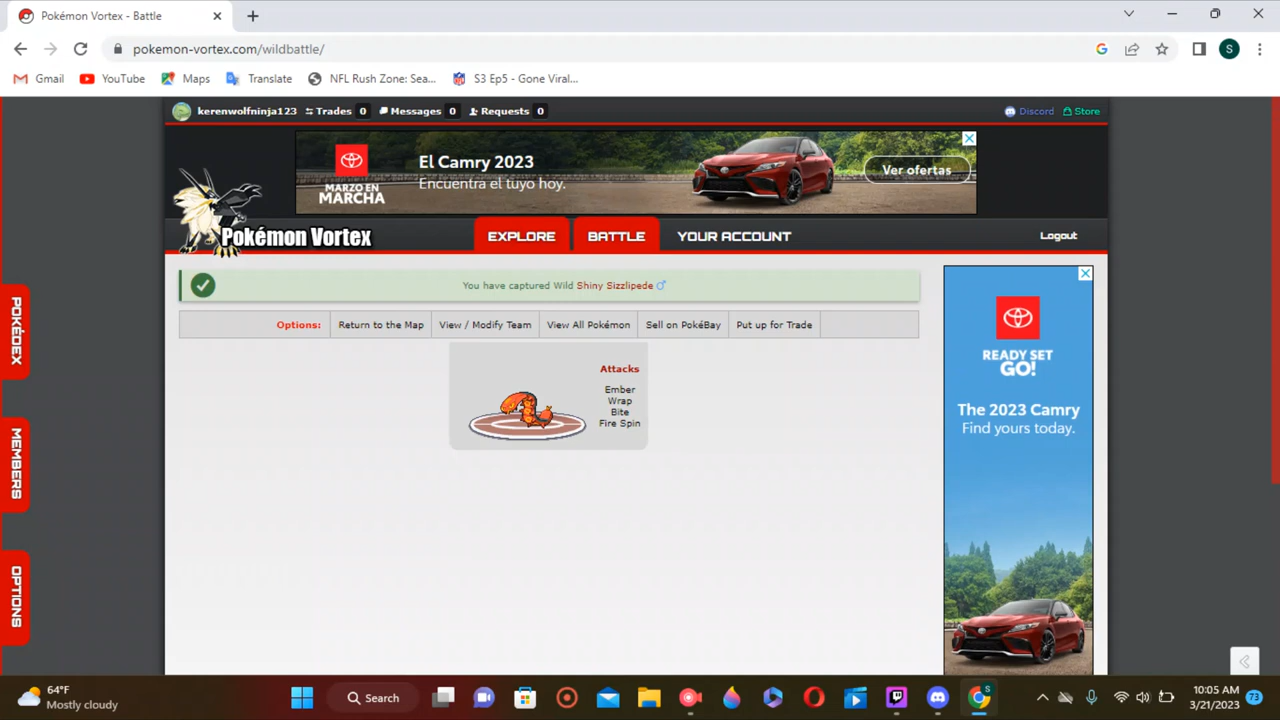 Pokémon Vortex - Battle
pokemon-vortex.com/wildbattle/
S
Gmail YouTube Maps Translate NFL Rush Zone: Sea... S3 Ep5 - Gone Viral...
kerenwolfninja123 Trades 0 Messages 0 Requests 0 Discord Store
TOYOTA
MARZO EN
MARCHA
El Camry 2023
Encuentra el tuyo hoy.
Ver ofertas
Pokémon Vortex
EXPLORE BATTLE YOUR ACCOUNT Logout
You have captured Wild Shiny Sizzlipede ♂
Options: Return to the Map View / Modify Team View All Pokémon Sell on PokéBay Put up for Trade
Attacks
Ember
Wrap
Bite
Fire Spin
POKÉDEX
MEMBERS
OPTIONS
READY SET
GO!
The 2023 Camry
Find yours today.
64°F
Mostly cloudy
Search
S
10:05 AM
3/21/2023
73